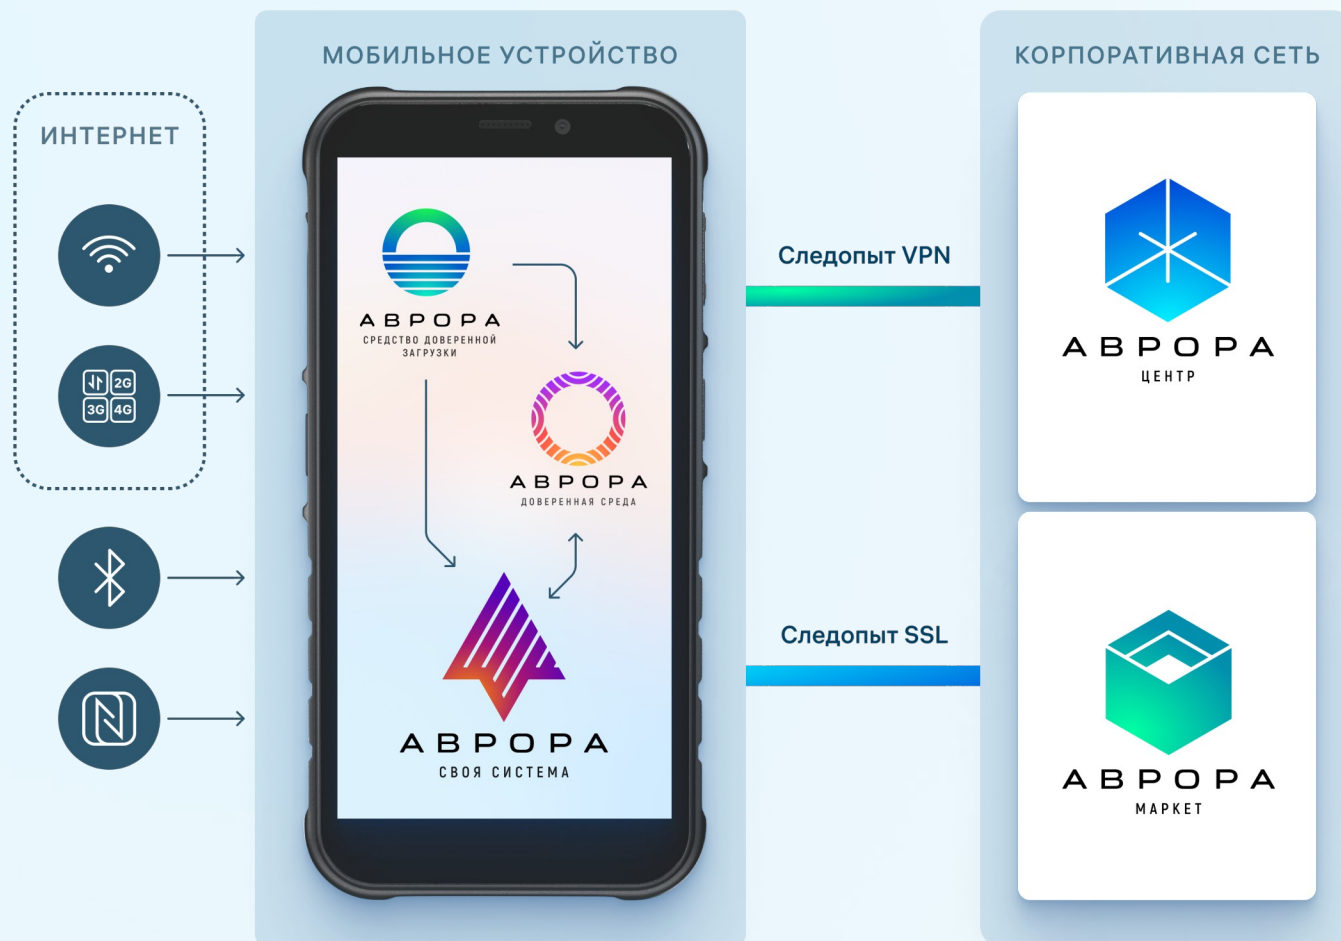 МОБИЛЬНОЕ УСТРОЙСТВО
КОРПОРАТИВНАЯ СЕТЬ
ИНТЕРНЕТ
2G
3G 4G
АВРОРА
СРЕДСТВО ДОВЕРЕННОЙ
ЗАГРУЗКИ
АВРОРА
ДОВЕРЕННАЯ СРЕДА
АВРОРА
СВОЯ СИСТЕМА
Следопыт VPN
Следопыт SSL
АВРОРА
ЦЕНТР
АВРОРА
МАРКЕТ